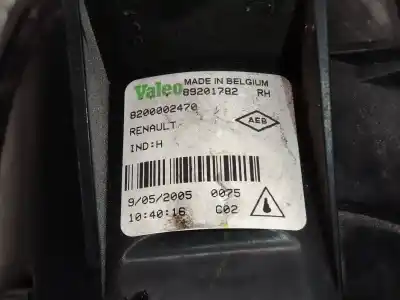 Valeo MADE IN BELGIUM
89201782 RH
8200002470
RENAULT AEB
IND:H
9/05/2005 0075
10:40:16 C02